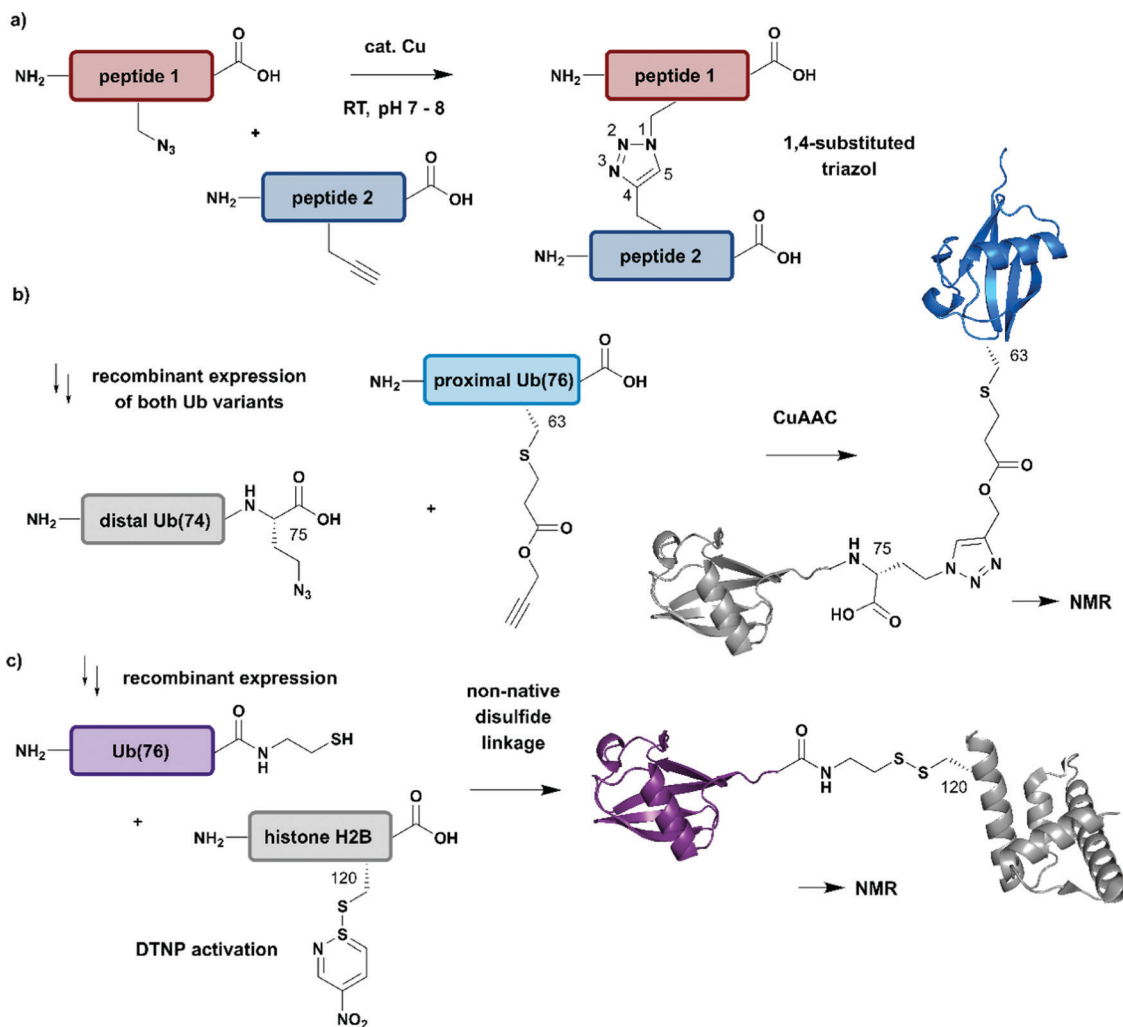 a)
NH2
peptide 1
O
OH
N3
+
cat. Cu
RT, pH 7 - 8
NH2
peptide 2
O
OH
NH2
peptide 1
O
OH
1
N
2
N
3
N
4
5
1,4-substituted
triazol
NH2
peptide 2
O
OH
b)
recombinant expression
of both Ub variants
NH2
distal Ub(74)
H
N
O
OH
75
N3
+
NH2
proximal Ub(76)
O
OH
63
S
O
O
CuAAC
63
S
O
O
H
N
75
HO
O
N
N
N
NMR
c)
recombinant expression
NH2
Ub(76)
O
N
H
SH
+
NH2
histone H2B
O
OH
120
S
S
N
NO2
DTNP activation
non-native
disulfide
linkage
O
N
H
S
S
120
NMR